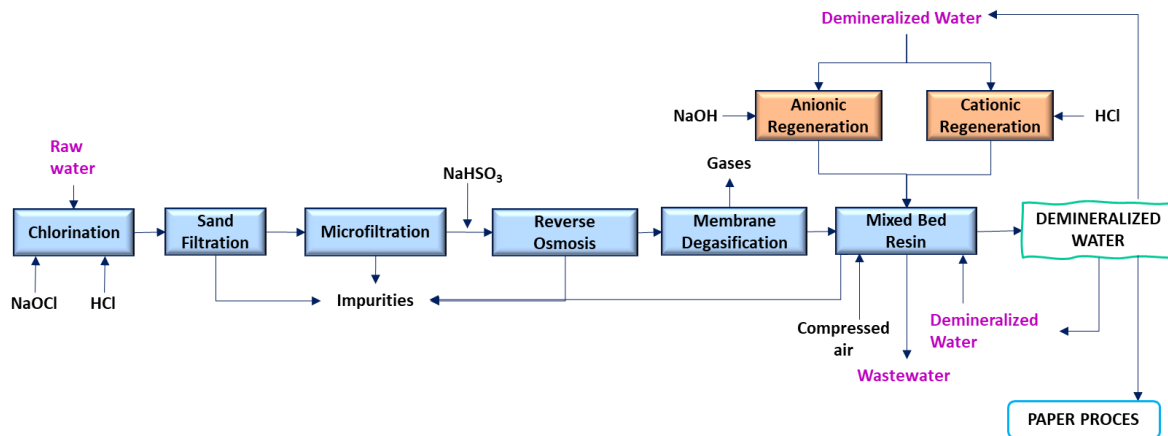 Demineralized Water
NaOH
Anionic
Regeneration
Cationic
Regeneration
HCl
Raw
water
NaHSO₃
Gases
Chlorination
Sand
Filtration
Microfiltration
Reverse
Osmosis
Membrane
Degasification
Mixed Bed
Resin
DEMINERALIZED
WATER
NaOCl
HCl
Impurities
Compressed
air
Demineralized
Water
Wastewater
PAPER PROCES